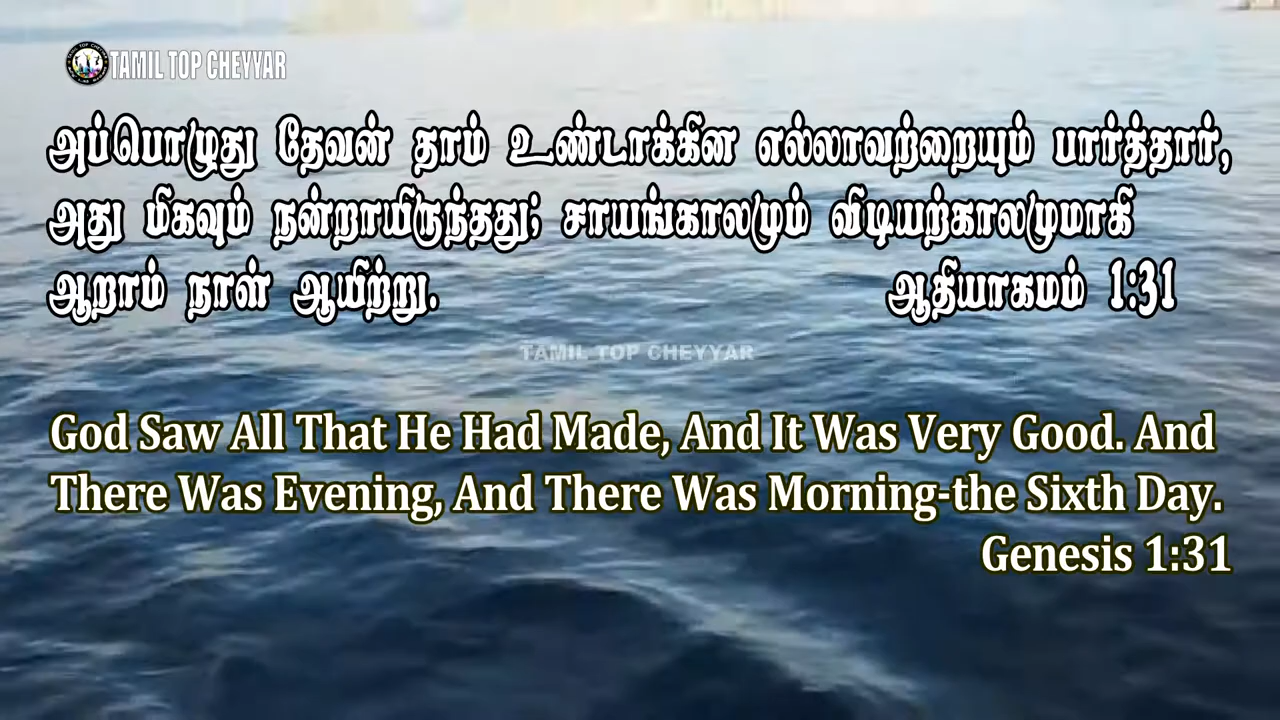 TAMIL TOP CHEYYAR
அப்பொழுது தேவன் தாம் உண்டாக்கின எல்லாவற்றையும் பார்த்தார்,
அது மிகவும் நன்றாயிருந்தது; சாயங்காலமும் விடியற்காலமுமாகி
ஆறாம் நாள் ஆயிற்று. ஆதியாகமம் 1:31
TAMIL TOP CHEYYAR
God Saw All That He Had Made, And It Was Very Good. And
There Was Evening, And There Was Morning-the Sixth Day.
Genesis 1:31